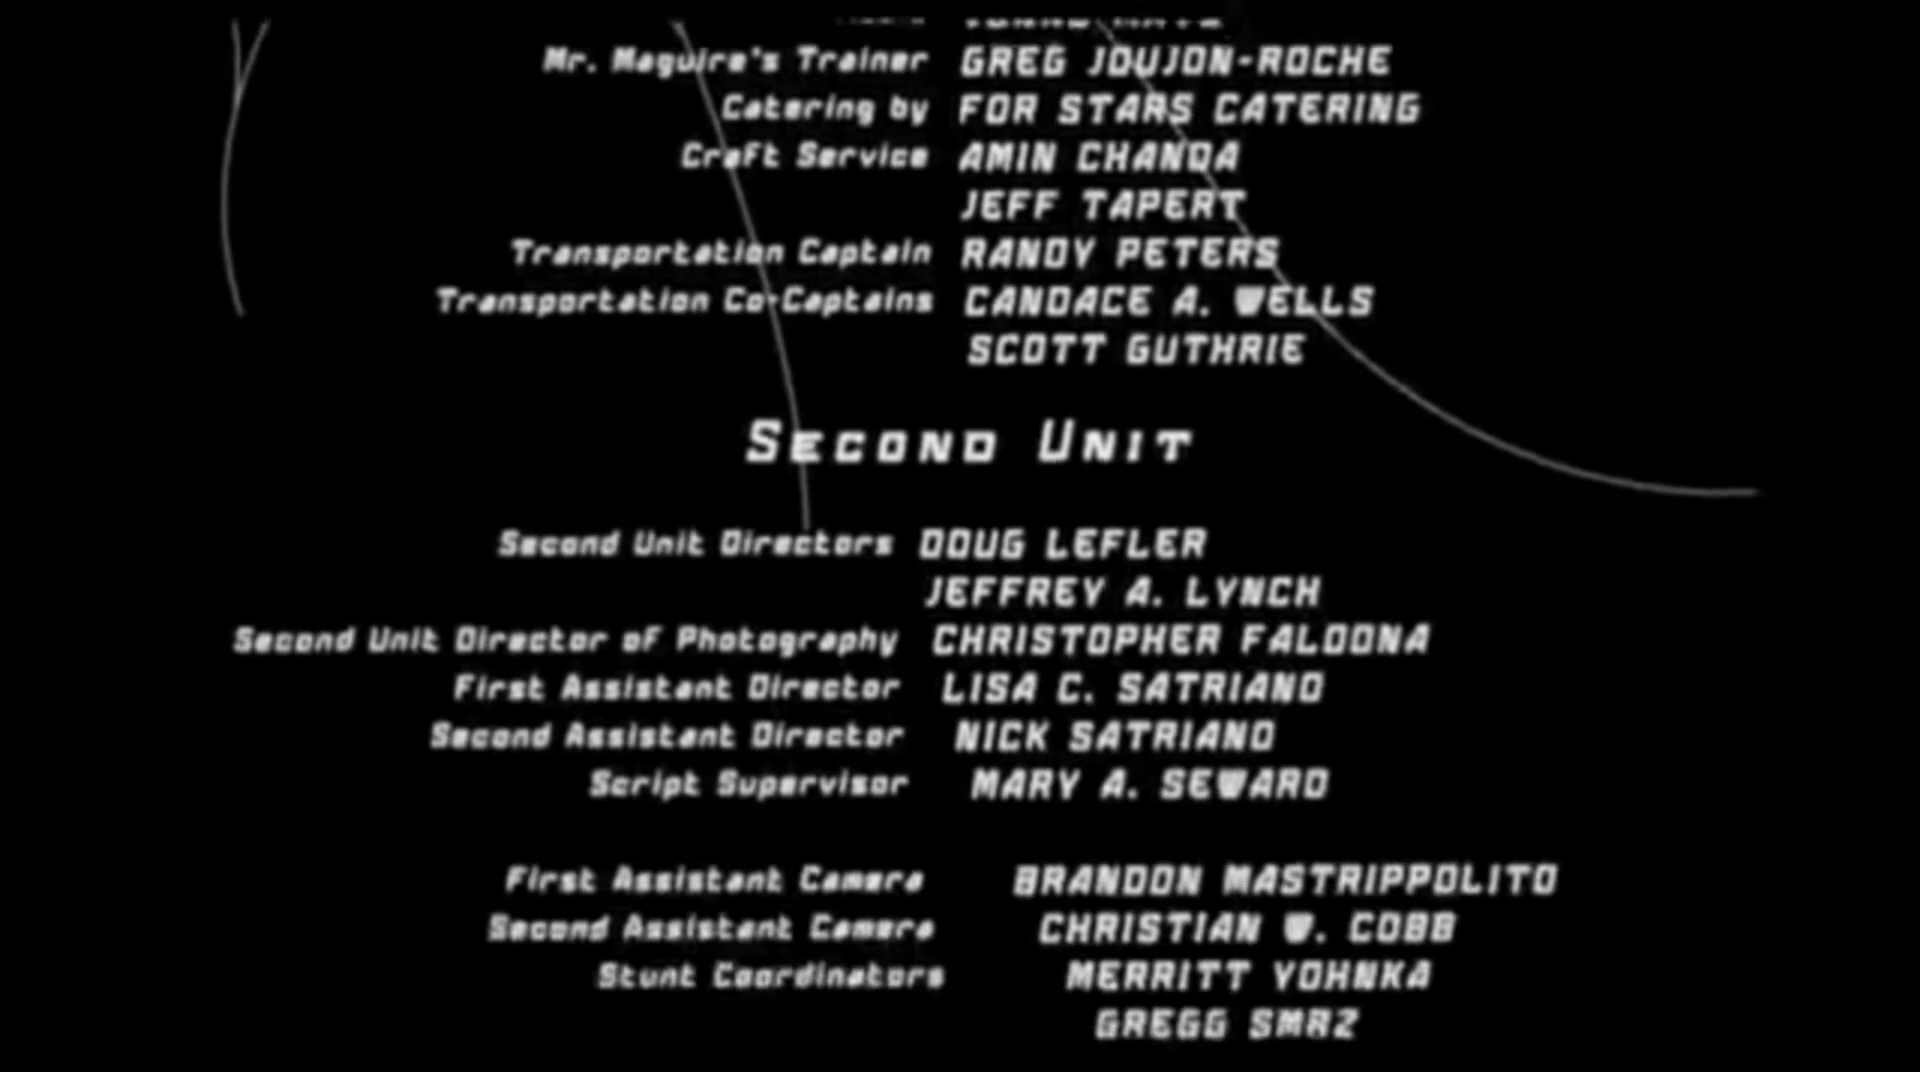 Mr. Maguire's Trainer GREG JOUJON-ROCHE
Catering by FOR STARS CATERING
Craft Service AMIN CHANDA
JEFF TAPERT
Transportation Captain RANDY PETERS
Transportation Co-Captains CANDACE A. WELLS
SCOTT GUTHRIE
SECOND UNIT
Second Unit Directors DOUG LEFLER
JEFFREY A. LYNCH
Second Unit Director of Photography CHRISTOPHER FALOONA
First Assistant Director LISA C. SATRIANO
Second Assistant Director NICK SATRIANO
Script Supervisor MARY A. SEWARD
First Assistant Camera BRANDON MASTRIPPOLITO
Second Assistant Camera CHRISTIAN W. COBB
Stunt Coordinators MERRITT YOHNKA
GREGG SMRZ